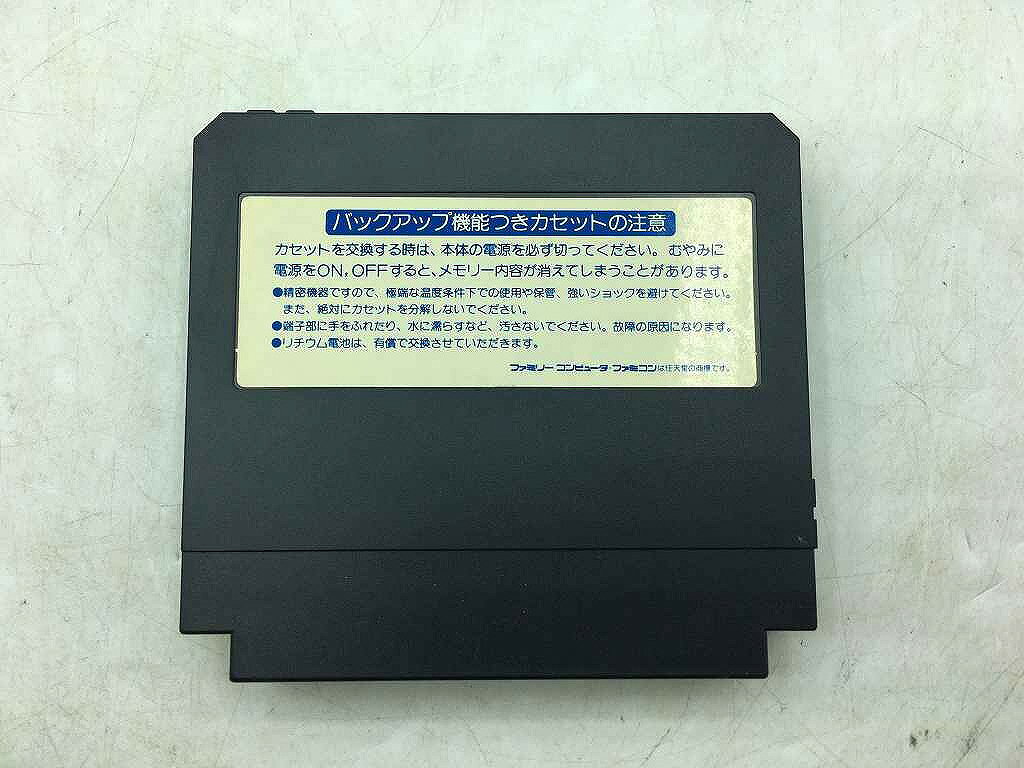 バックアップ機能つきカセットの注意
カセットを交換する時は、本体の電源を必ず切ってください。むやみに
電源をON,OFFすると、メモリー内容が消えてしまうことがあります。
●精密機器ですので、極端な温度条件下での使用や保管、強いショックを避けてください。
また、絶対にカセットを分解しないでください。
●端子部に手をふれたり、水に濡らすなど、汚さないでください。故障の原因になります。
●リチウム電池は、有償で交換させていただきます。
ファミリーコンピュータ・ファミコンは任天堂の商標です。